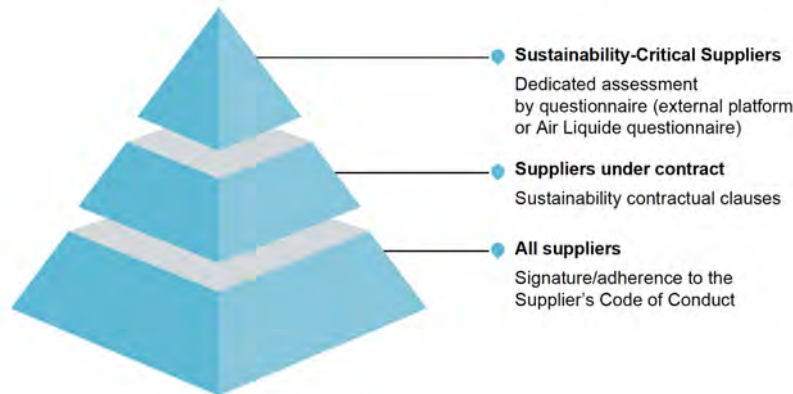 Sustainability-Critical Suppliers
Dedicated assessment
by questionnaire (external platform
or Air Liquide questionnaire)
Suppliers under contract
Sustainability contractual clauses
All suppliers
Signature/adherence to the
Supplier's Code of Conduct